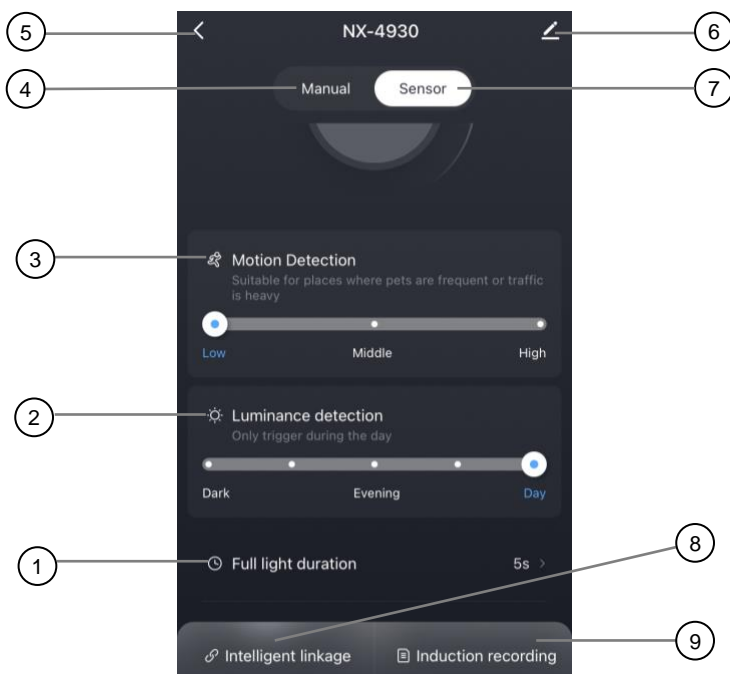 5
NX-4930
6
4
Manual
Sensor
7
3
Motion Detection
Suitable for places where pets are frequent or traffic
is heavy
Low
Middle
High
2
Luminance detection
Only trigger during the day
Dark
Evening
Day
8
1
Full light duration
5s
9
Intelligent linkage
Induction recording